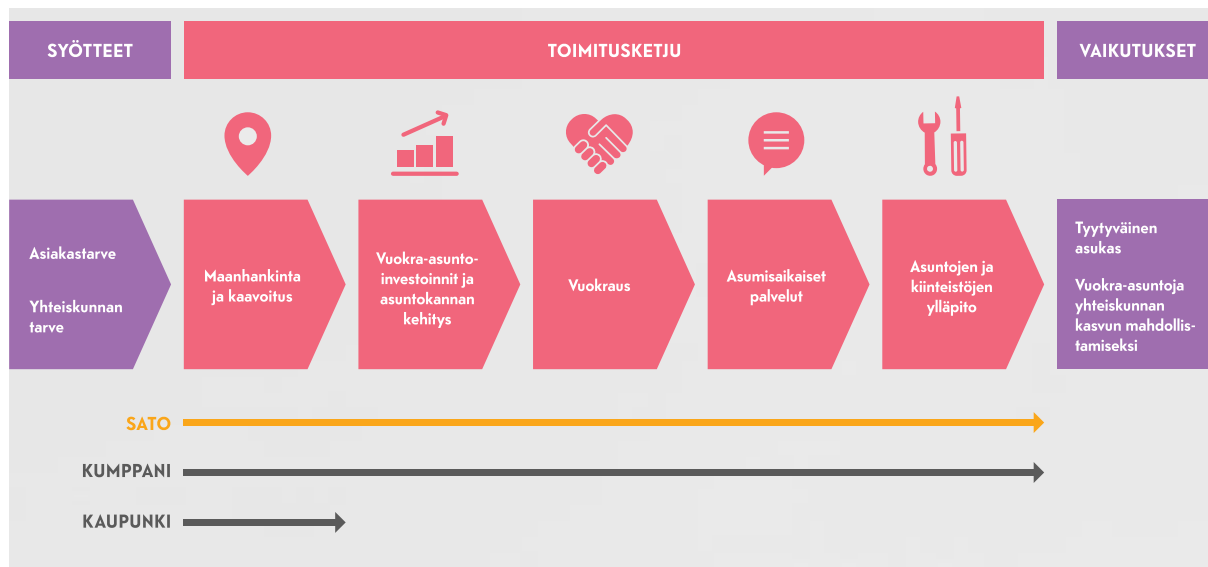 SYÖTTEET
TOIMITUSKETJU
VAIKUTUKSET
Asiakastarve
Yhteiskunnan
tarve
Maanhankinta
ja kaavoitus
Vuokra-asunto-
investoinnit ja
asuntokannan
kehitys
Vuokraus
Asumisaikaiset
palvelut
Asuntojen ja
kiinteistöjen
ylläpito
Tyytyväinen
asukas
Vuokra-asuntoja
yhteiskunnan
kasvun mahdollis-
tamiseksi
SATO
KUMPPANI
KAUPUNKI